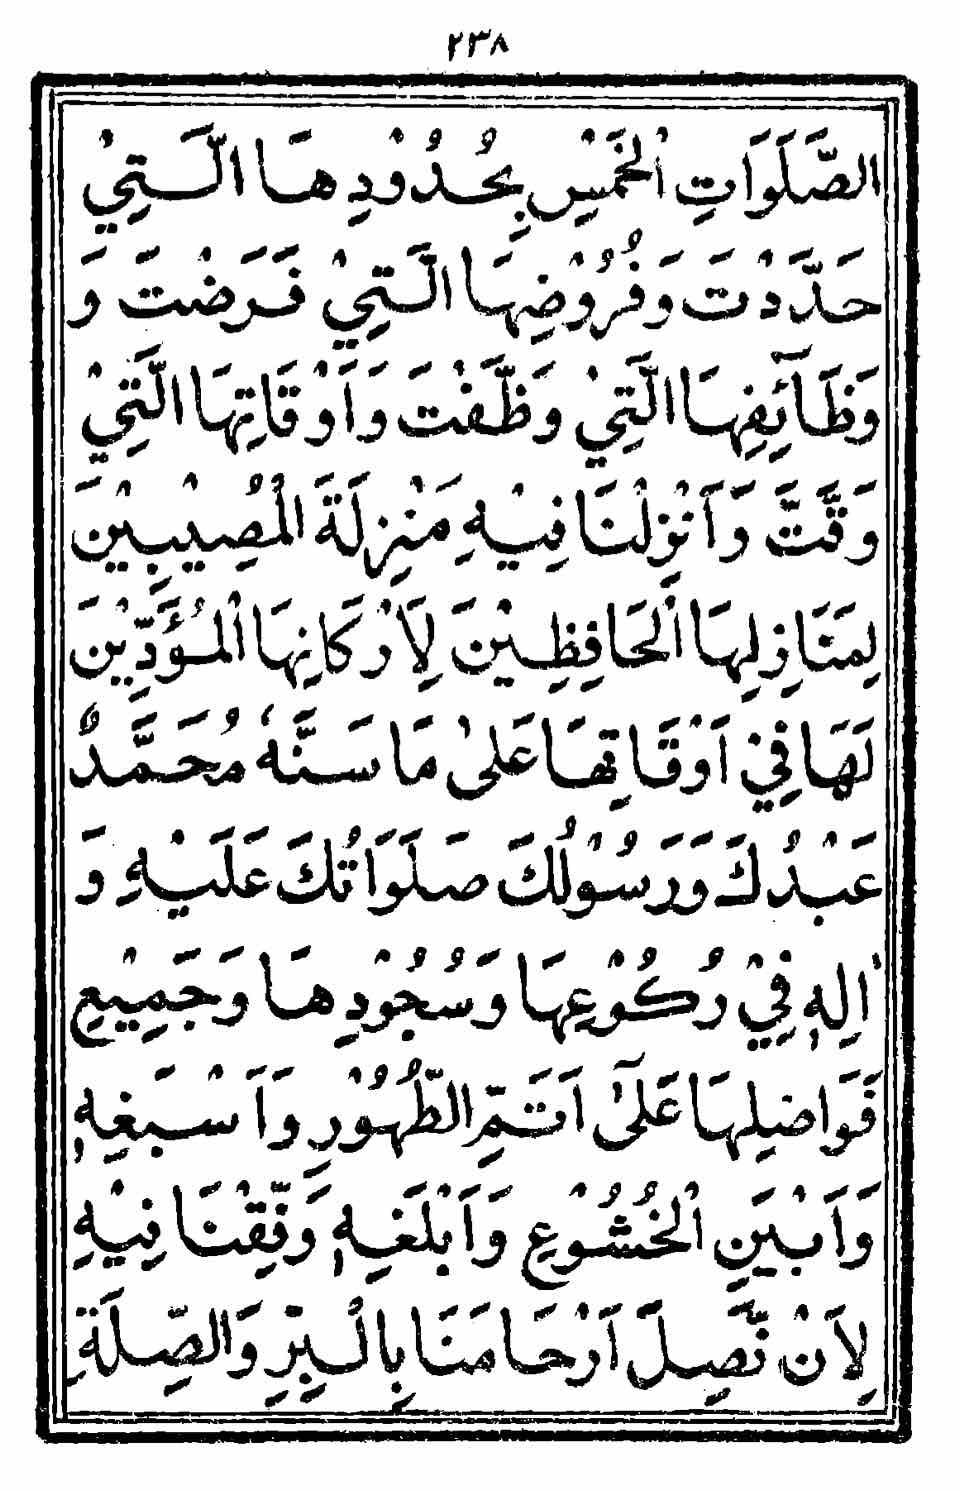 ٢٣٨
الصَّلَوَاتِ الْخَمْسِ بِحُدُوْدِهَا الَّتِيْ
حَدَّدْتَ وَفُرُوْضِهَا الَّتِيْ فَرَضْتَ وَ
وَظَآئِفِهَا الَّتِيْ وَظَّفْتَ وَاَوْقَاتِهَا الَّتِيْ
وَقَّتَّ وَاَنْزِلْنَا فِيْهِ مَنْزِلَةَ الْمُصِيْبِيْنَ
لِمَنَازِلِهَا الْحَافِظِيْنَ لِاَرْكَانِهَا الْمُؤَدِّيْنَ
لَهَا فِيْ اَوْقَاتِهَا عَلٰى مَا سَنَّهٗ مُحَمَّدٌ
عَبْدُكَ وَرَسُوْلُكَ صَلَوَاتُكَ عَلَيْهِ وَ
اٰلِهٖ فِيْ رُكُوْعِهَا وَسُجُوْدِهَا وَجَمِيْعِ
فَوَاضِلِهَا عَلٰٓى اَتَمِّ الطَّهُوْرِ وَاَسْبَغِهٖ
وَاَبْيَنِ الْخُشُوْعِ وَاَبْلَغِهٖ وَفِّقْنَا فِيْهِ
لِاَنْ نَّصِلَ اَرْحَامَنَا بِالْبِرِّ وَالصِّلَةِ